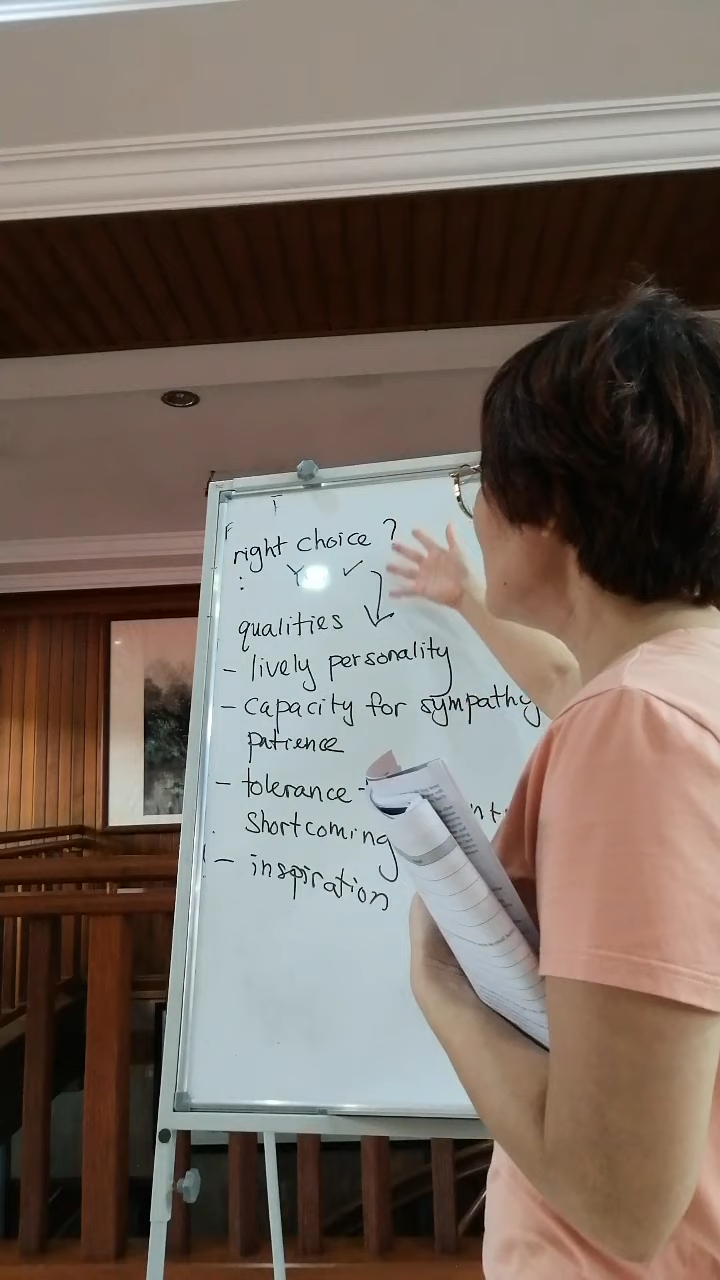 F
right choice ?
: Y ✓
qualities
- lively personality
- capacity for sympathy
patience
- tolerance -
shortcoming
- inspiration